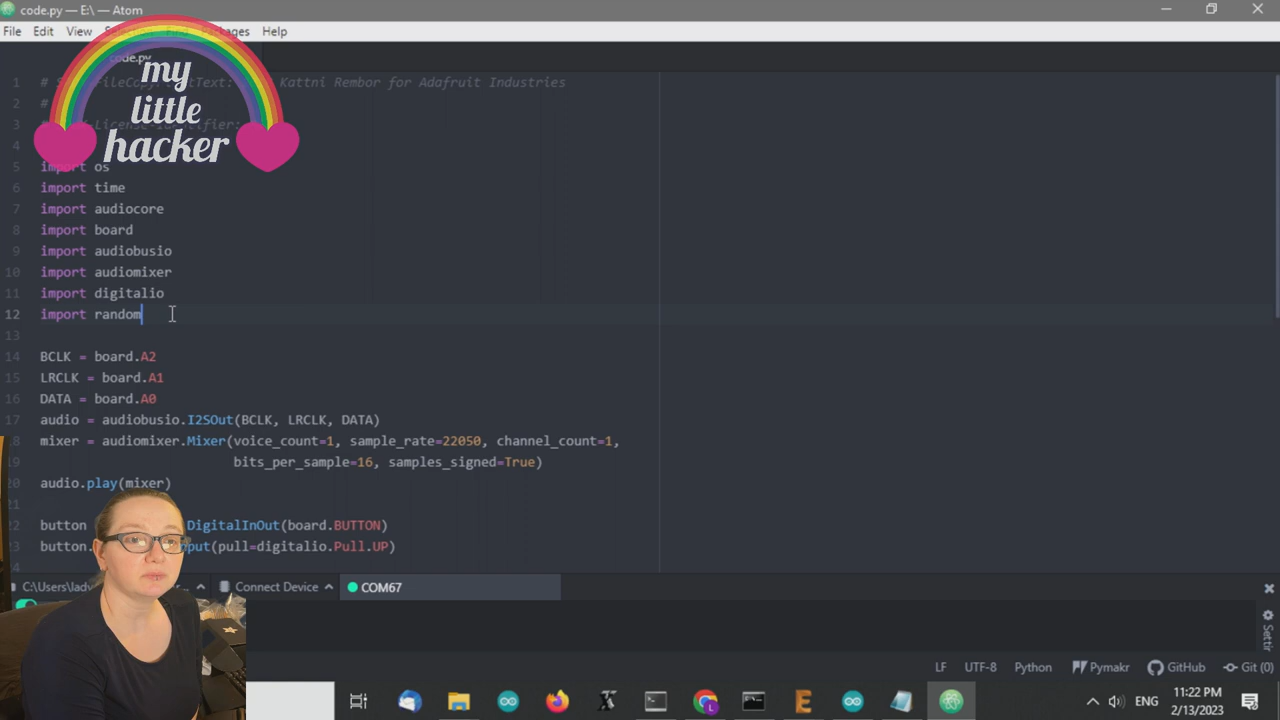 code.py — E:\ — Atom
File Edit View Selection Find Packages Help
code.py
my
little
hacker
1 # Kattni Rembor for Adafruit Industries
2 #
3
4
5 import os
6 import time
7 import audiocore
8 import board
9 import audiobusio
10 import audiomixer
11 import digitalio
12 import random
13
14 BCLK = board.A2
15 LRCLK = board.A1
16 DATA = board.A0
17 audio = audiobusio.I2SOut(BCLK, LRCLK, DATA)
18 mixer = audiomixer.Mixer(voice_count=1, sample_rate=22050, channel_count=1,
19 bits_per_sample=16, samples_signed=True)
20 audio.play(mixer)
21
22 button DigitalInOut(board.BUTTON)
23 button. (pull=digitalio.Pull.UP)
24
C:\Users\lady Connect Device COM67
Settin
LF UTF-8 Python Pymakr GitHub Git (0)
ENG 11:22 PM
2/13/2023